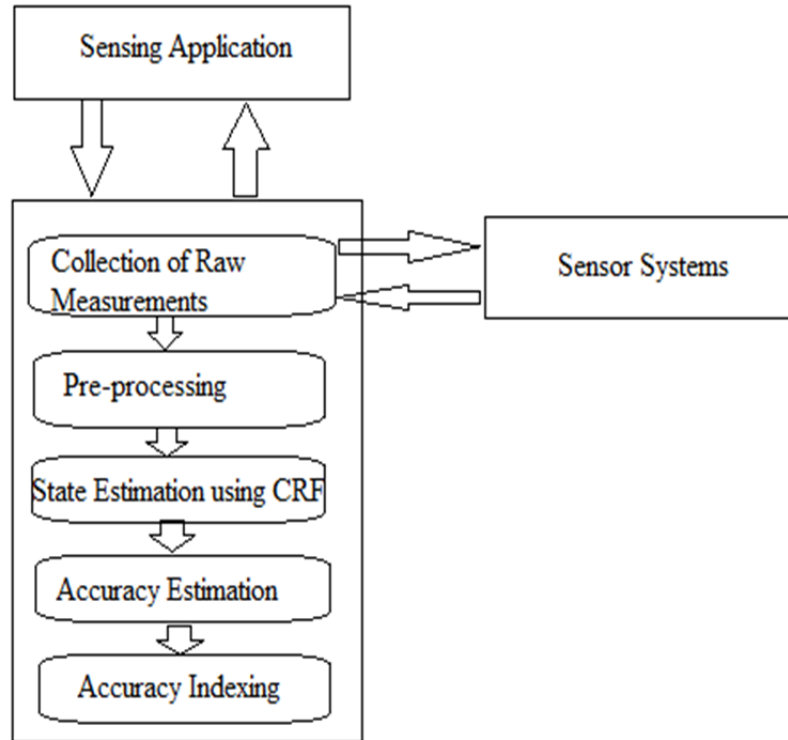 Sensing Application
Collection of Raw
Measurements
Sensor Systems
Pre-processing
State Estimation using CRF
Accuracy Estimation
Accuracy Indexing